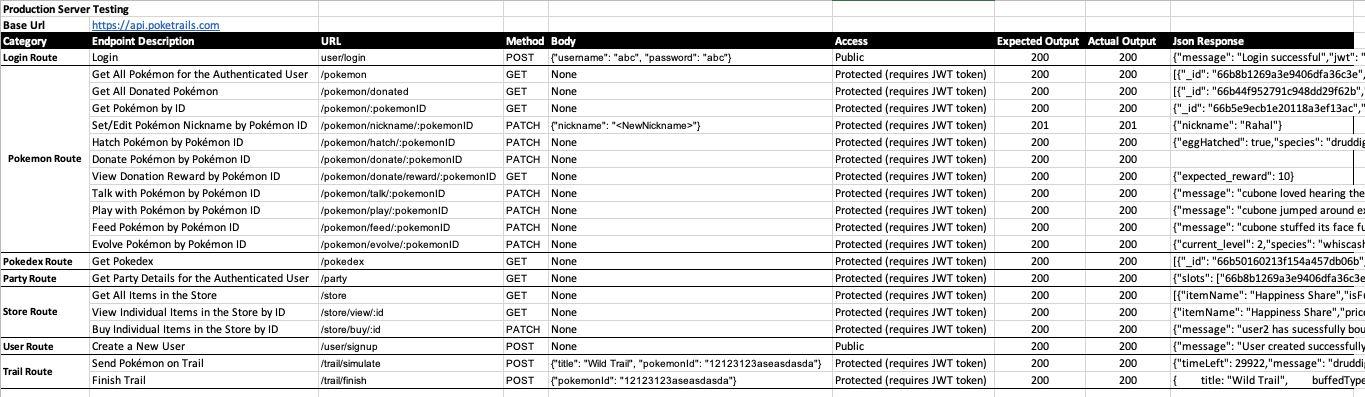 Production Server Testing
Base Url https://api.poketrails.com
Category Endpoint Description URL Method Body Access Expected Output Actual Output Json Response
Login Route Login user/login POST {"username": "abc", "password": "abc"} Public 200 200 {"message": "Login successful","jwt": "
Get All Pokémon for the Authenticated User /pokemon GET None Protected (requires JWT token) 200 200 [{"_id": "66b8b1269a3e9406dfa36c3e",
Get All Donated Pokémon /pokemon/donated GET None Protected (requires JWT token) 200 200 [{"_id": "66b44f952791c948dd29f62b",
Get Pokémon by ID /pokemon/:pokemonID GET None Protected (requires JWT token) 200 200 {"_id": "66b5e9ecb1e20118a3ef13ac","
Set/Edit Pokémon Nickname by Pokémon ID /pokemon/nickname/:pokemonID PATCH {"nickname": "<NewNickname>"} Protected (requires JWT token) 201 201 {"nickname": "Rahal"}
Hatch Pokémon by Pokémon ID /pokemon/hatch/:pokemonID PATCH None Protected (requires JWT token) 200 200 {"eggHatched": true,"species": "druddig
Pokemon Route Donate Pokémon by Pokémon ID /pokemon/donate/:pokemonID PATCH None Protected (requires JWT token) 200 200
View Donation Reward by Pokémon ID /pokemon/donate/reward/:pokemonID GET None Protected (requires JWT token) 200 200 {"expected_reward": 10}
Talk with Pokémon by Pokémon ID /pokemon/talk/:pokemonID PATCH None Protected (requires JWT token) 200 200 {"message": "cubone loved hearing the
Play with Pokémon by Pokémon ID /pokemon/play/:pokemonID PATCH None Protected (requires JWT token) 200 200 {"message": "cubone jumped around ex
Feed Pokémon by Pokémon ID /pokemon/feed/:pokemonID PATCH None Protected (requires JWT token) 200 200 {"message": "cubone stuffed its face fu
Evolve Pokémon by Pokémon ID /pokemon/evolve/:pokemonID PATCH None Protected (requires JWT token) 200 200 {"current_level": 2,"species": "whiscash
Pokedex Route Get Pokedex /pokedex GET None Protected (requires JWT token) 200 200 [{"_id": "66b50160213f154a457db06b",
Party Route Get Party Details for the Authenticated User /party GET None Protected (requires JWT token) 200 200 {"slots": ["66b8b1269a3e9406dfa36c3e
Get All Items in the Store /store GET None Protected (requires JWT token) 200 200 [{"itemName": "Happiness Share","isFu
Store Route View Individual Items in the Store by ID /store/view/:id GET None Protected (requires JWT token) 200 200 {"itemName": "Happiness Share","price
Buy Individual Items in the Store by ID /store/buy/:id PATCH None Protected (requires JWT token) 200 200 {"message": "user2 has sucessfully bou
User Route Create a New User /user/signup POST None Public 200 200 {"message": "User created successfully
Trail Route Send Pokémon on Trail /trail/simulate POST {"title": "Wild Trail", "pokemonId": "12123123aseasdasda"} Protected (requires JWT token) 200 200 {"timeLeft": 29922,"message": "druddi
Finish Trail /trail/finish POST {"pokemonId": "12123123aseasdasda"} Protected (requires JWT token) 200 200 { title: "Wild Trail", buffedType